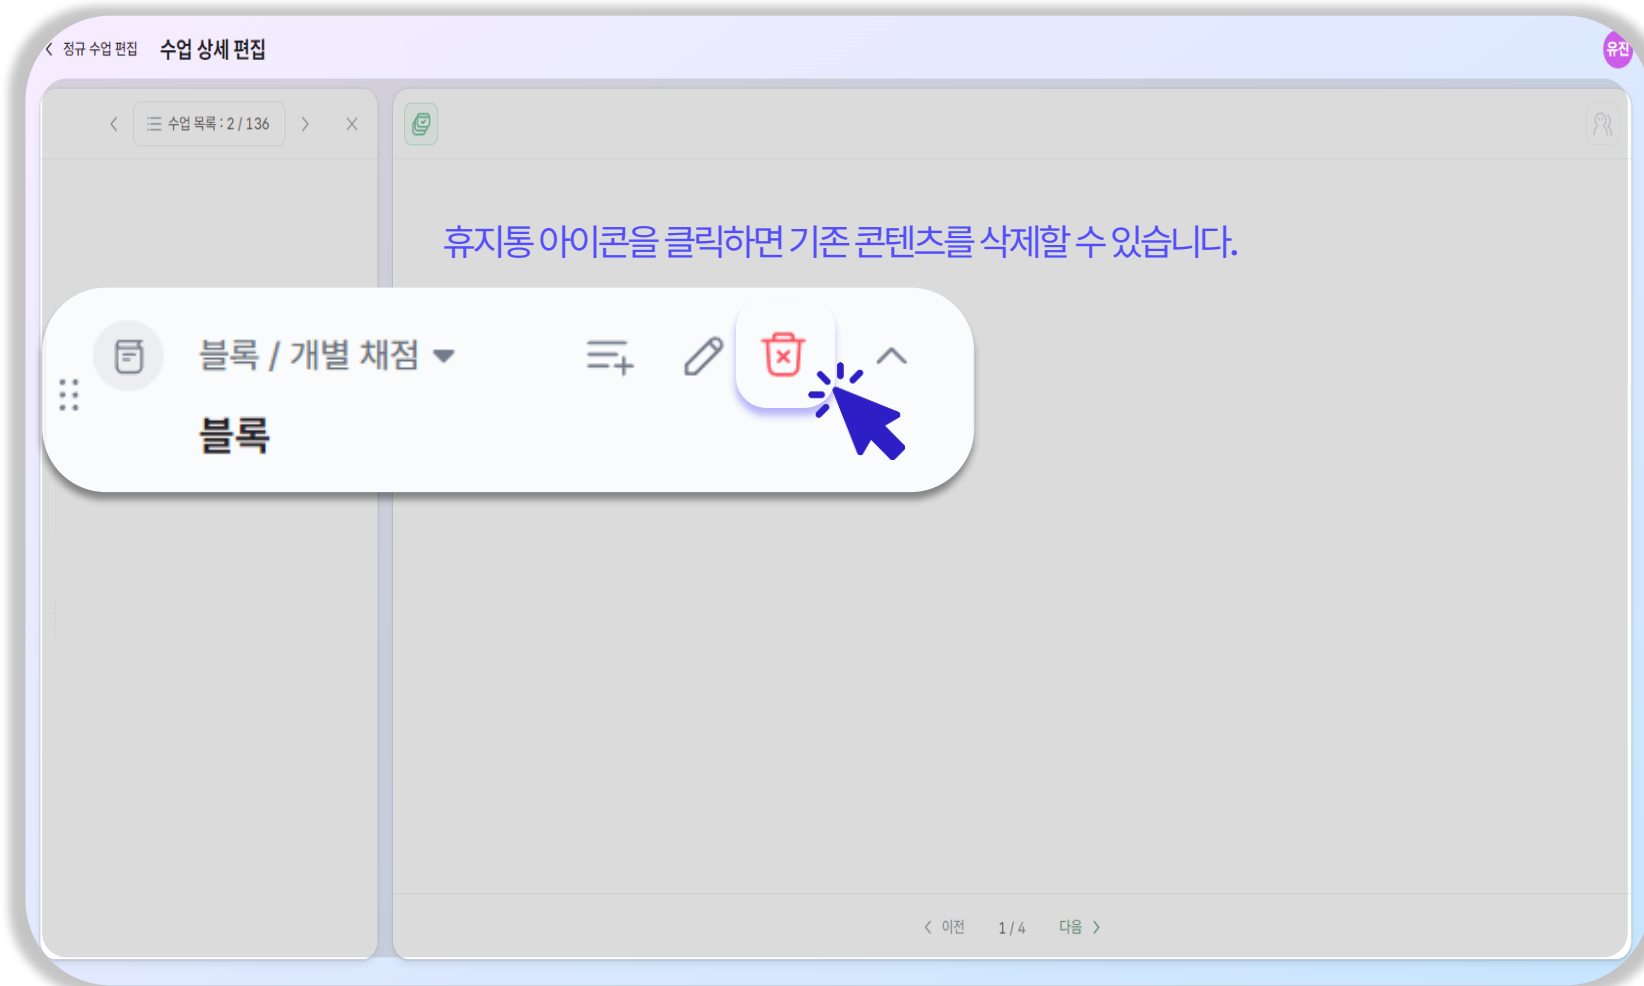 정규 수업 편집 수업 상세 편집 유진
수업 목록 : 2 / 136
휴지통 아이콘을 클릭하면 기존 콘텐츠를 삭제할 수 있습니다.
블록 / 개별 채점
블록
이전 1 / 4 다음